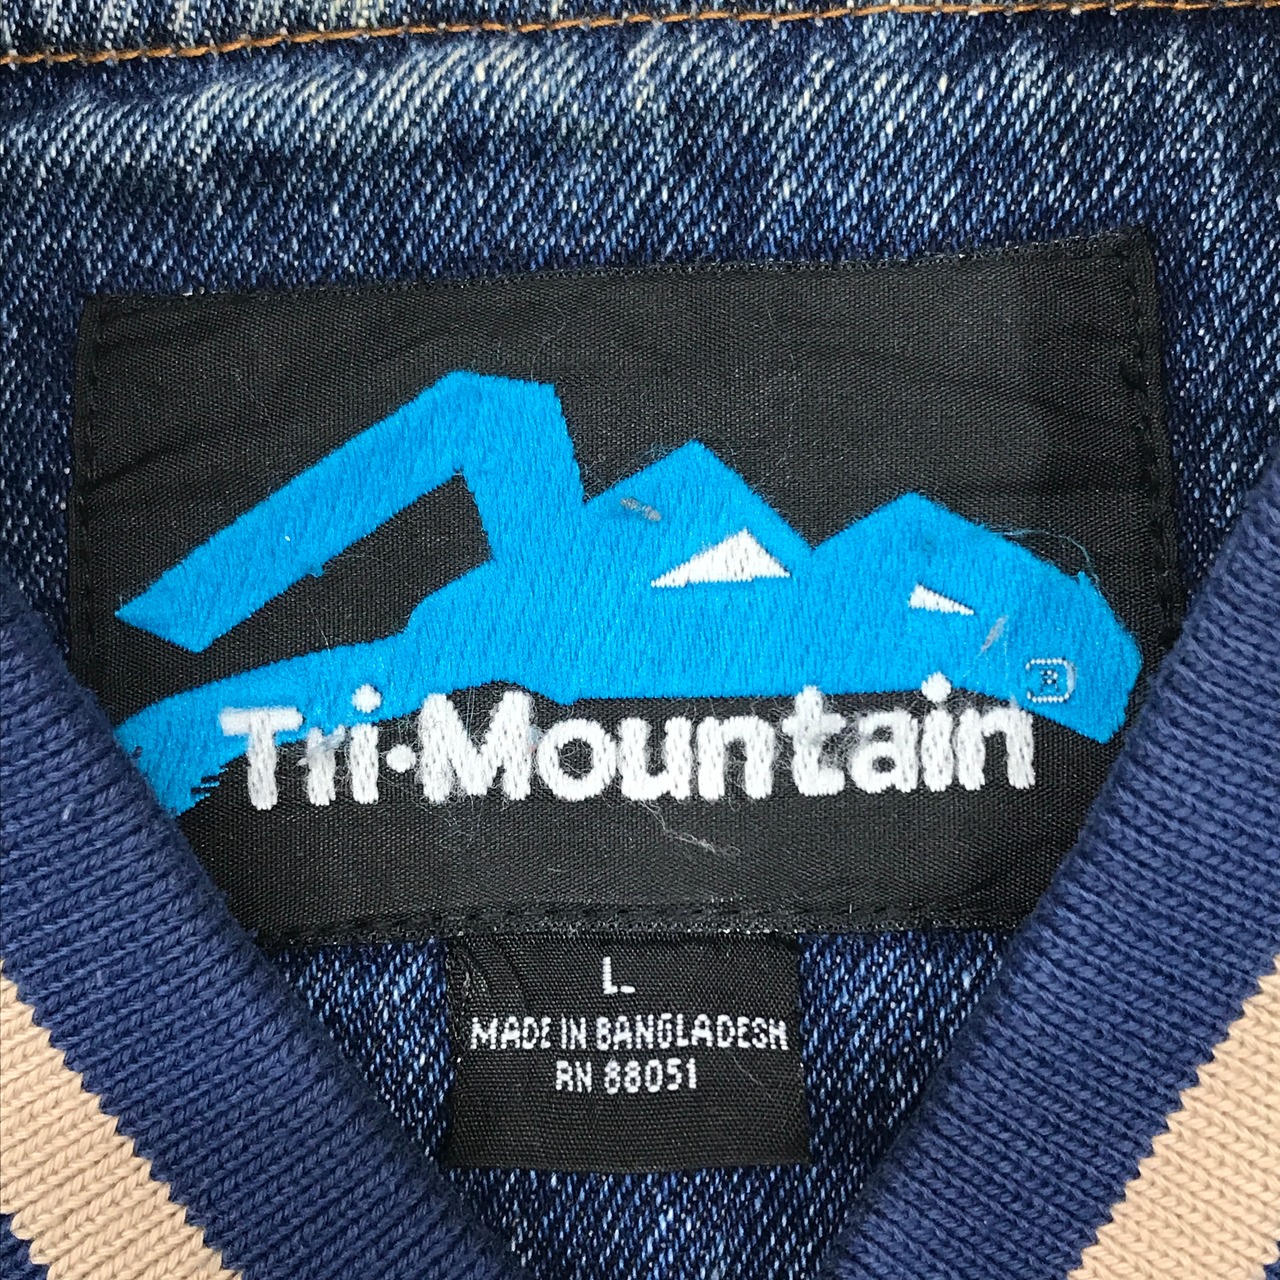 Tri·Mountain®
L
MADE IN BANGLADESH
RN 88051